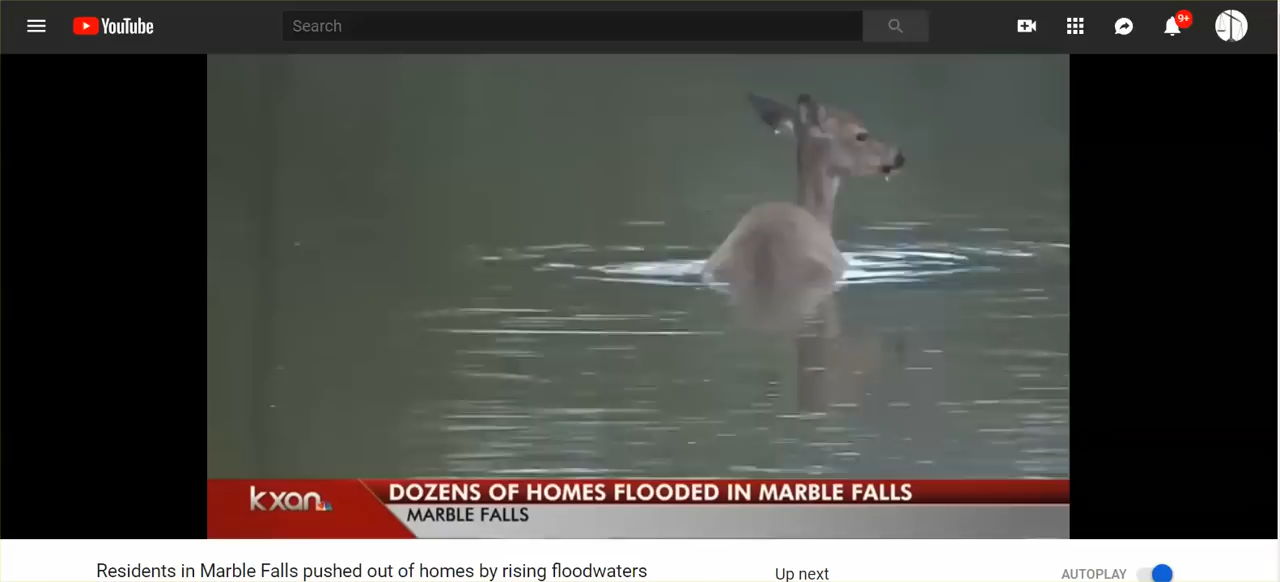 YouTube
Search
9+
kxan
DOZENS OF HOMES FLOODED IN MARBLE FALLS
MARBLE FALLS
Residents in Marble Falls pushed out of homes by rising floodwaters
Up next
AUTOPLAY